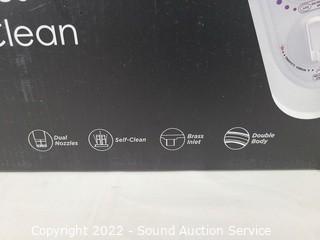 Clean
Dual Nozzles
Self-Clean
Brass Inlet
Double Body
Copyright 2022 - Sound Auction Service